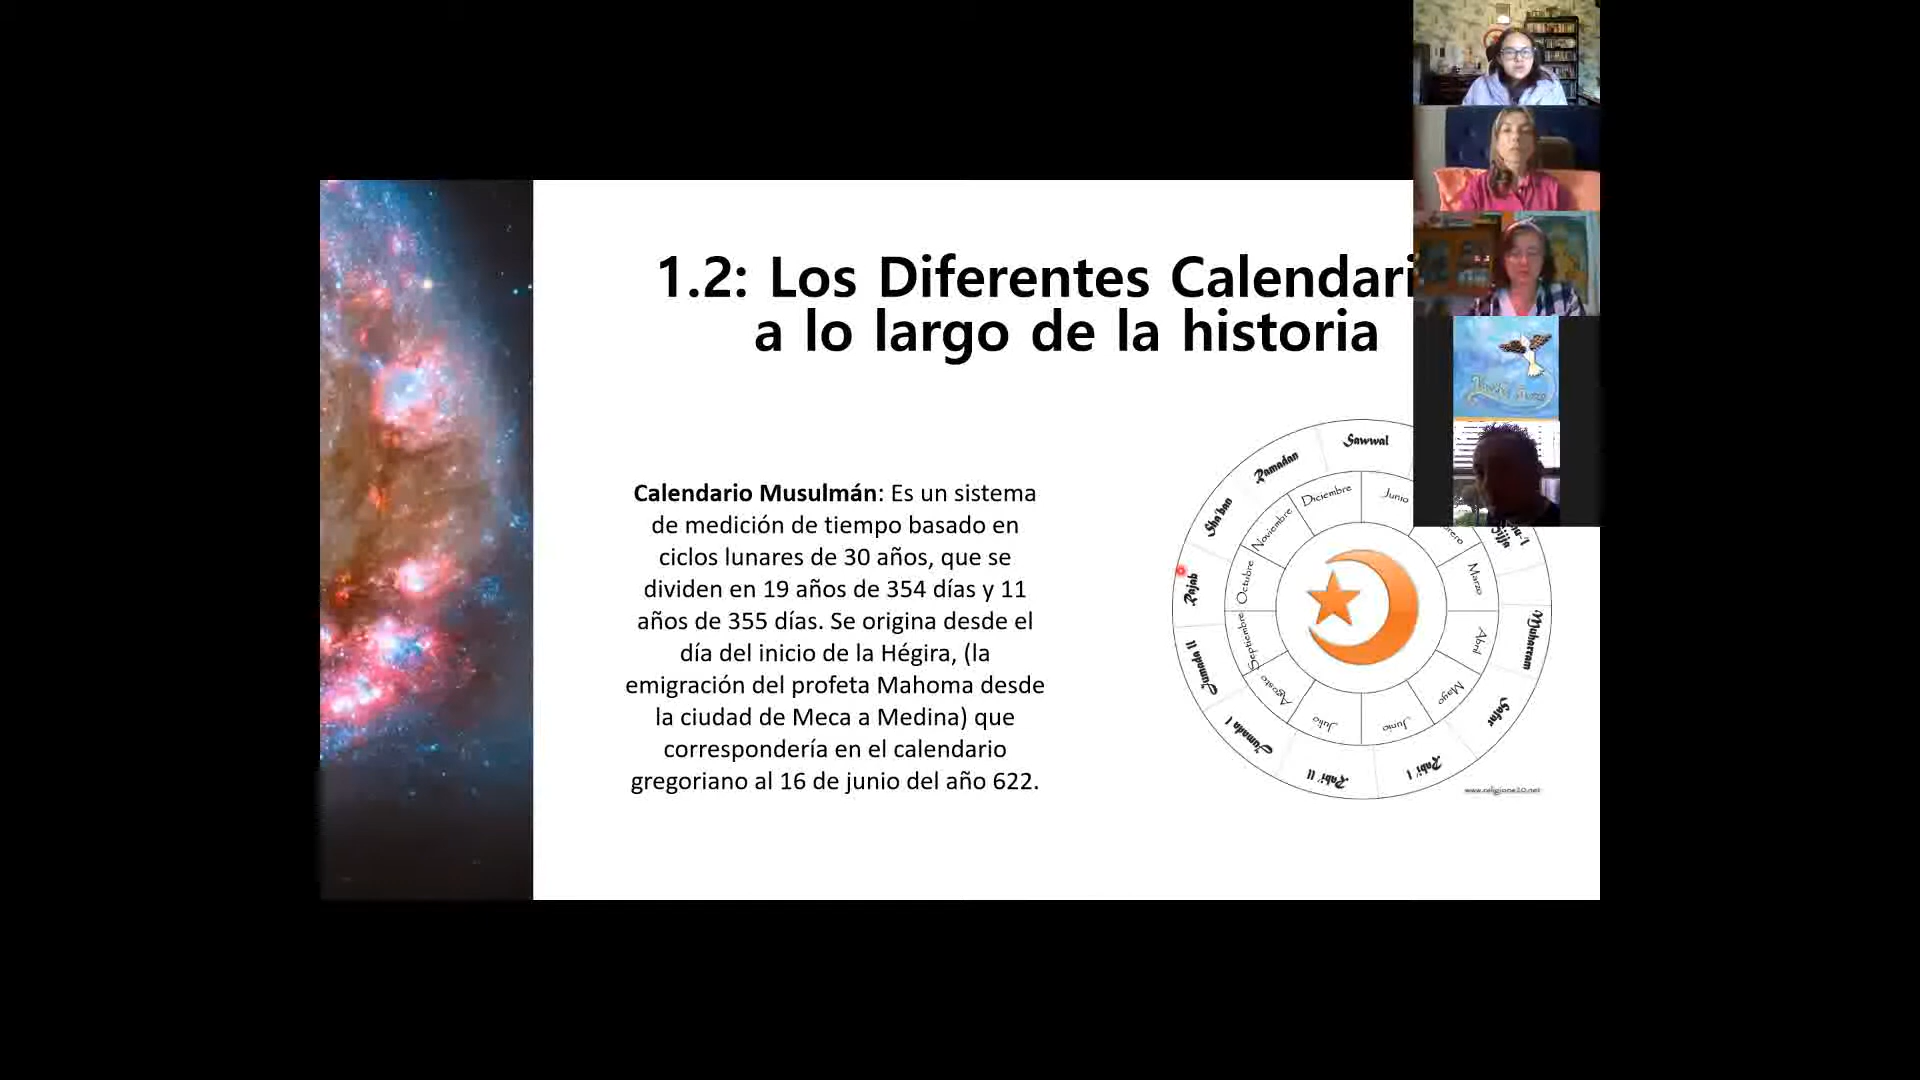 1.2: Los Diferentes Calendari
a lo largo de la historia
Calendario Musulmán: Es un sistema
de medición de tiempo basado en
ciclos lunares de 30 años, que se
dividen en 19 años de 354 días y 11
años de 355 días. Se origina desde el
día del inicio de la Hégira, (la
emigración del profeta Mahoma desde
la ciudad de Meca a Medina) que
correspondería en el calendario
gregoriano al 16 de junio del año 622.
Sawwal
Ramadan
Sha'ban
Rajab
Jumada II
Jumada I
Rabi' II
Rabi' I
Safar
Muharram
Diciembre
Junio
Noviembre
Octubre
Septiembre
Agosto
Julio
Junio
Mayo
Abril
Marzo